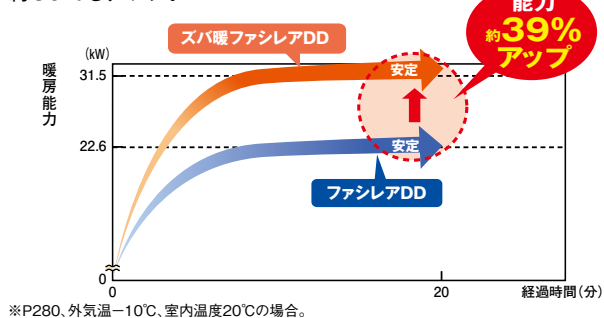 能力
約39%
アップ
ズバ暖ファシレアDD
(kW)
暖房能力
31.5
安定
22.6
安定
ファシレアDD
0
0
20
経過時間(分)
※P280、外気温−10℃、室内温度20℃の場合。